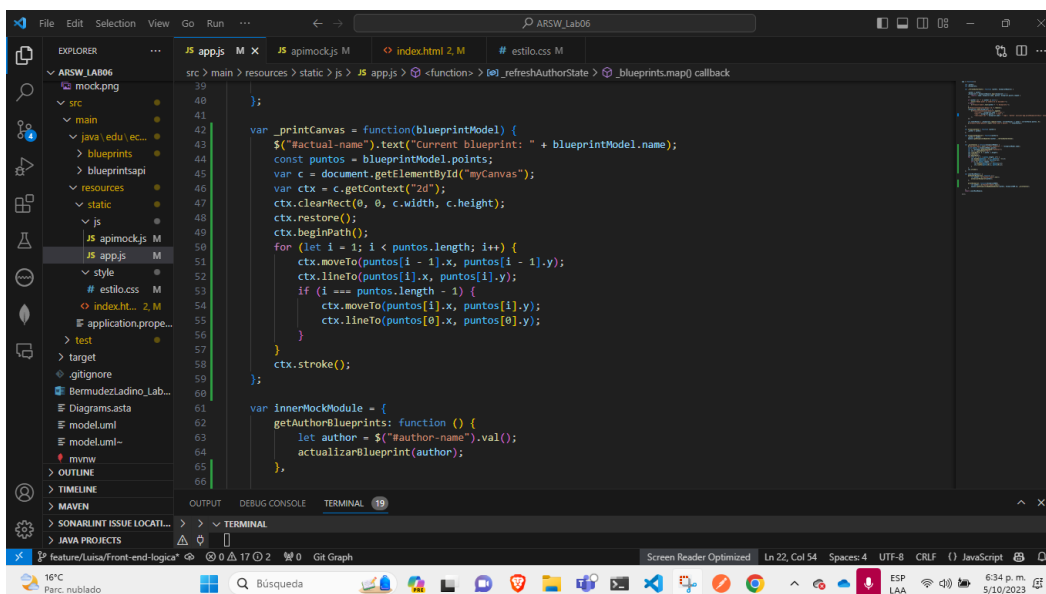 File Edit Selection View Go Run ··· ← → ARSW_Lab06
EXPLORER ···
JS app.js M × JS apimock.js M <> index.html 2, M # estilo.css M
ARSW_LAB06
src > main > resources > static > js > JS app.js > <function> > _refreshAuthorState > _blueprints.map() callback
mock.png
src
main
java\edu\ec...
blueprints
blueprintsapi
resources
static
js
JS apimock.js M
JS app.js M
style
# estilo.css M
<> index.ht... 2, M
application.prope...
test
target
.gitignore
BermudezLadino_Lab...
Diagrams.asta
model.uml
model.uml~
mvnw
OUTLINE
TIMELINE
MAVEN
SONARLINT ISSUE LOCATI...
JAVA PROJECTS
39
40 };
41
42 var _printCanvas = function(blueprintModel) {
43 $("#actual-name").text("Current blueprint: " + blueprintModel.name);
44 const puntos = blueprintModel.points;
45 var c = document.getElementById("myCanvas");
46 var ctx = c.getContext("2d");
47 ctx.clearRect(0, 0, c.width, c.height);
48 ctx.restore();
49 ctx.beginPath();
50 for (let i = 1; i < puntos.length; i++) {
51 ctx.moveTo(puntos[i - 1].x, puntos[i - 1].y);
52 ctx.lineTo(puntos[i].x, puntos[i].y);
53 if (i === puntos.length - 1) {
54 ctx.moveTo(puntos[i].x, puntos[i].y);
55 ctx.lineTo(puntos[0].x, puntos[0].y);
56 }
57 }
58 ctx.stroke();
59 };
60
61 var innerMockModule = {
62 getAuthorBlueprints: function () {
63 let author = $("#author-name").val();
64 actualizarBlueprint(author);
65 },
66
OUTPUT DEBUG CONSOLE TERMINAL 19
TERMINAL
4
feature/Luisa/Front-end-logica* 0 17 2 0 Git Graph Screen Reader Optimized Ln 22, Col 54 Spaces: 4 UTF-8 CRLF {} JavaScript
16°C
Parc. nublado
Búsqueda
PRE
ESP
LAA
6:34 p. m.
5/10/2023